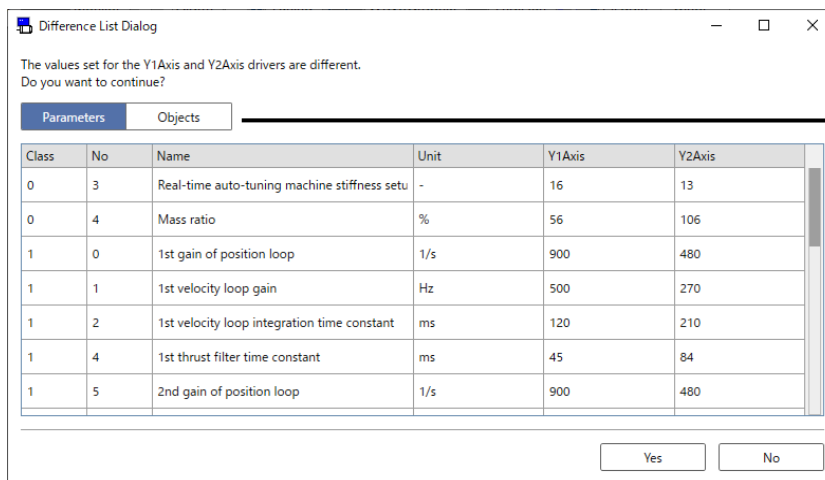 Difference List Dialog
The values set for the Y1Axis and Y2Axis drivers are different.
Do you want to continue?
Parameters Objects
Class No Name Unit Y1Axis Y2Axis
0 3 Real-time auto-tuning machine stiffness setu - 16 13
0 4 Mass ratio % 56 106
1 0 1st gain of position loop 1/s 900 480
1 1 1st velocity loop gain Hz 500 270
1 2 1st velocity loop integration time constant ms 120 210
1 4 1st thrust filter time constant ms 45 84
1 5 2nd gain of position loop 1/s 900 480
Yes No